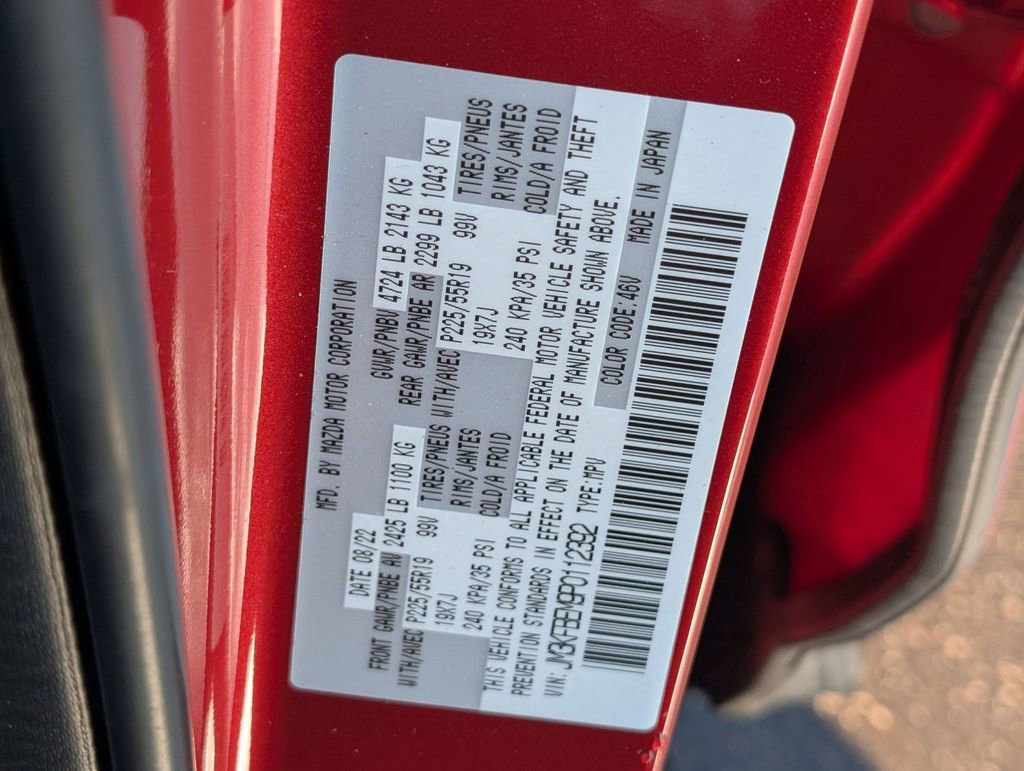 MFD. BY MAZDA MOTOR CORPORATION
DATE 08/22 GVWR/PNBV 4724 LB 2143 KG
FRONT GAWR/PNBE AV 2425 LB 1100 KG REAR GAWR/PNBE AR 2299 LB 1043 KG
WITH/AVEC P225/55R19 99V TIRES/PNEUS WITH/AVEC P225/55R19 99V TIRES/PNEUS
19X7J RIMS/JANTES 19X7J RIMS/JANTES
240 KPA/35 PSI COLD/A FROID 240 KPA/35 PSI COLD/A FROID
THIS VEHICLE CONFORMS TO ALL APPLICABLE FEDERAL MOTOR VEHICLE SAFETY AND THEFT
PREVENTION STANDARDS IN EFFECT ON THE DATE OF MANUFACTURE SHOWN ABOVE.
VIN: JM3KFBEM9P0112392 TYPE:MPV COLOR CODE:46V MADE IN JAPAN